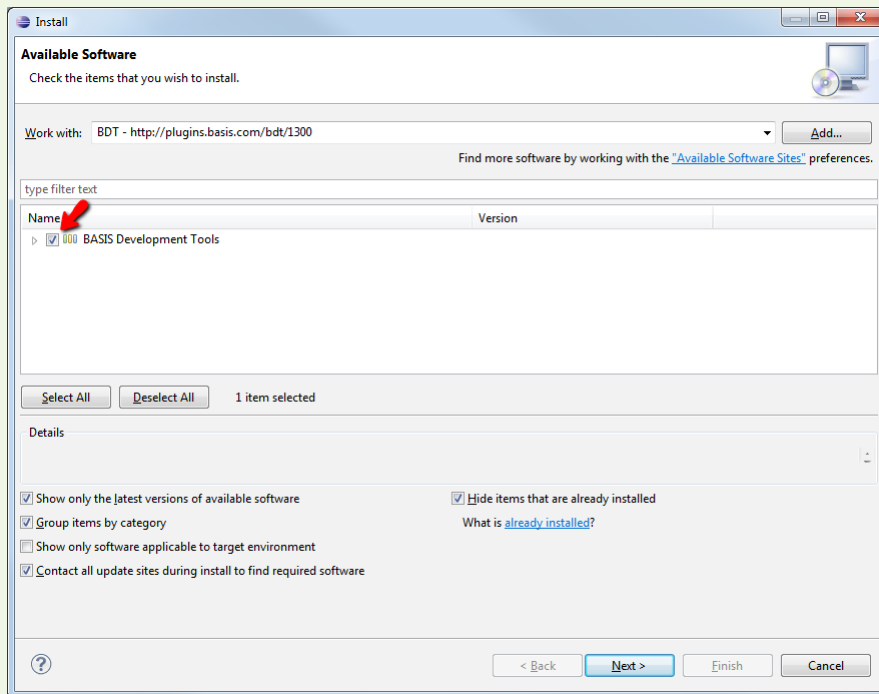 Install
Available Software
Check the items that you wish to install.
Work with: BDT - http://plugins.basis.com/bdt/1300 Add...
Find more software by working with the "Available Software Sites" preferences.
type filter text
Name Version
BASIS Development Tools
Select All Deselect All 1 item selected
Details
Show only the latest versions of available software Hide items that are already installed
Group items by category What is already installed?
Show only software applicable to target environment
Contact all update sites during install to find required software
? < Back Next > Finish Cancel